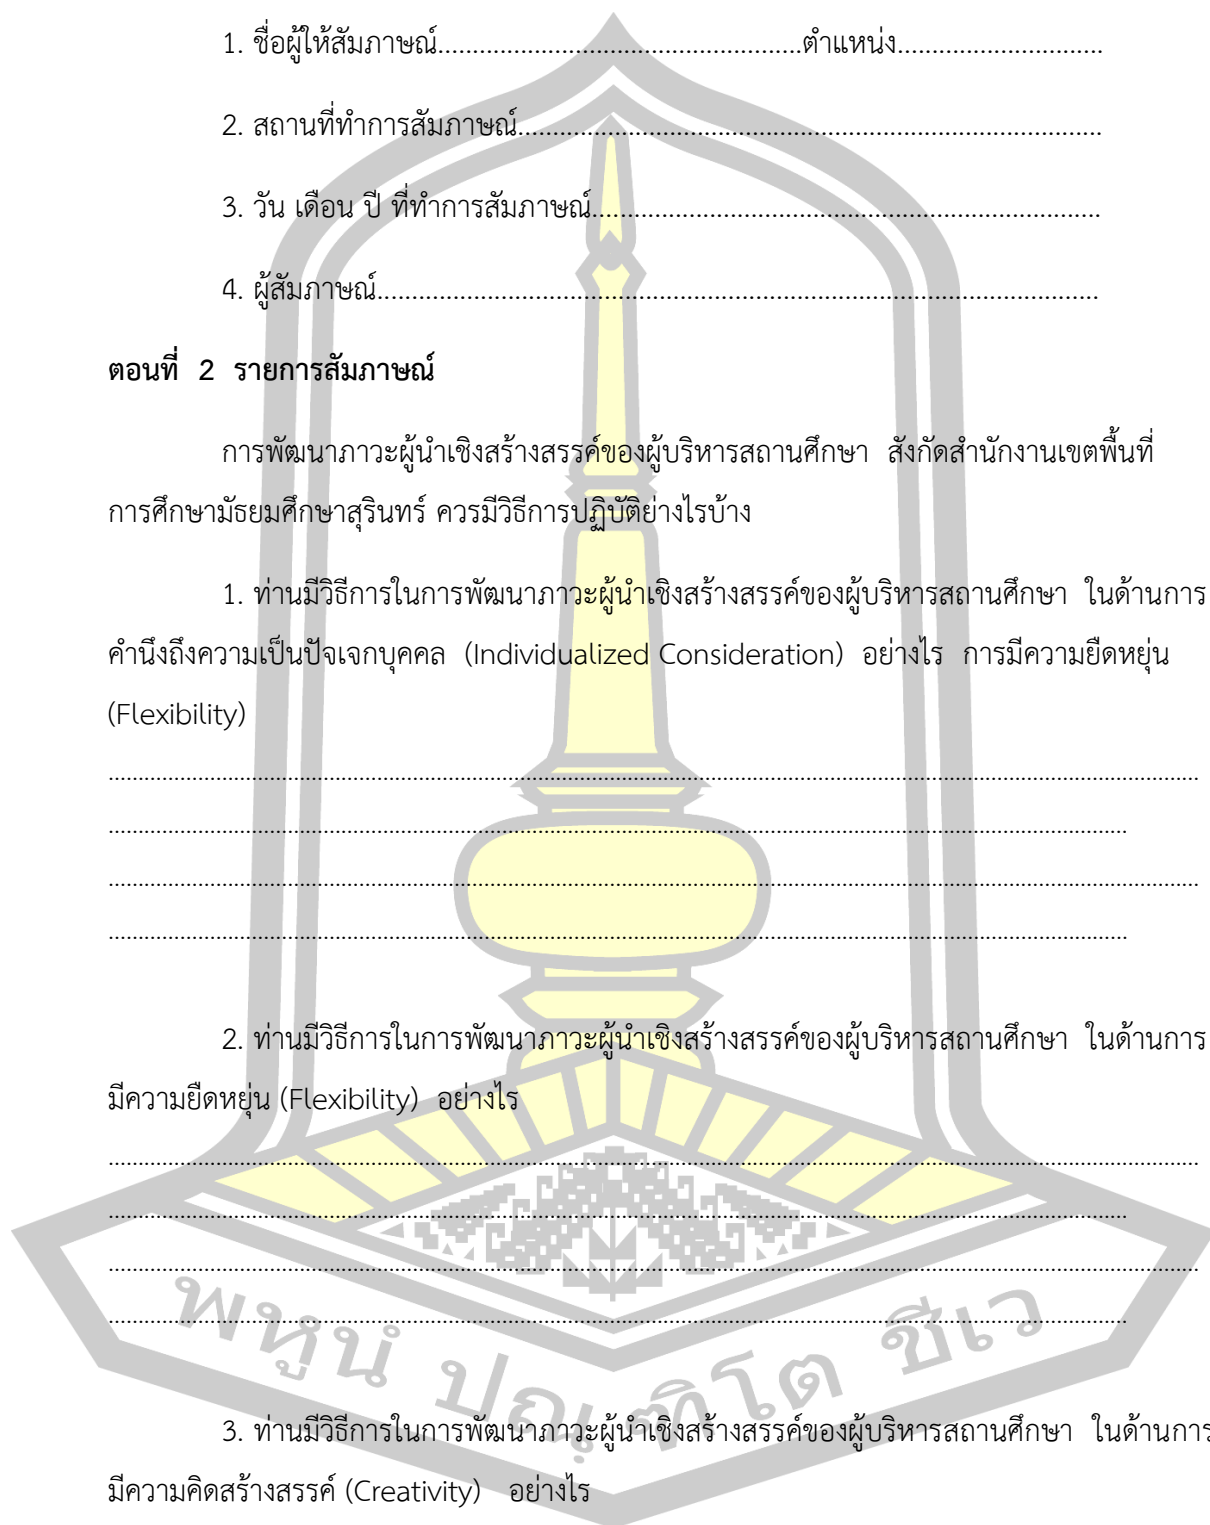 1. ชื่อผู้ให้สัมภาษณ์....................................................ตำแหน่ง..............................
2. สถานที่ทำการสัมภาษณ์....................................................................................
3. วัน เดือน ปี ที่ทำการสัมภาษณ์.........................................................................
4. ผู้สัมภาษณ์.......................................................................................................
ตอนที่ 2 รายการสัมภาษณ์
การพัฒนาภาวะผู้นำเชิงสร้างสรรค์ของผู้บริหารสถานศึกษา สังกัดสำนักงานเขตพื้นที่
การศึกษามัธยมศึกษาสุรินทร์ ควรมีวิธีการปฏิบัติย่างไรบ้าง
1. ท่านมีวิธีการในการพัฒนาภาวะผู้นำเชิงสร้างสรรค์ของผู้บริหารสถานศึกษา ในด้านการ
คำนึงถึงความเป็นปัจเจกบุคคล (Individualized Consideration) อย่างไร การมีความยืดหยุ่น
(Flexibility)
2. ท่านมีวิธีการในการพัฒนาภาวะผู้นำเชิงสร้างสรรค์ของผู้บริหารสถานศึกษา ในด้านการ
มีความยืดหยุ่น (Flexibility) อย่างไร
พหูนํ ปณฺฑิโต ชีเว
3. ท่านมีวิธีการในการพัฒนาภาวะผู้นำเชิงสร้างสรรค์ของผู้บริหารสถานศึกษา ในด้านการ
มีความคิดสร้างสรรค์ (Creativity) อย่างไร